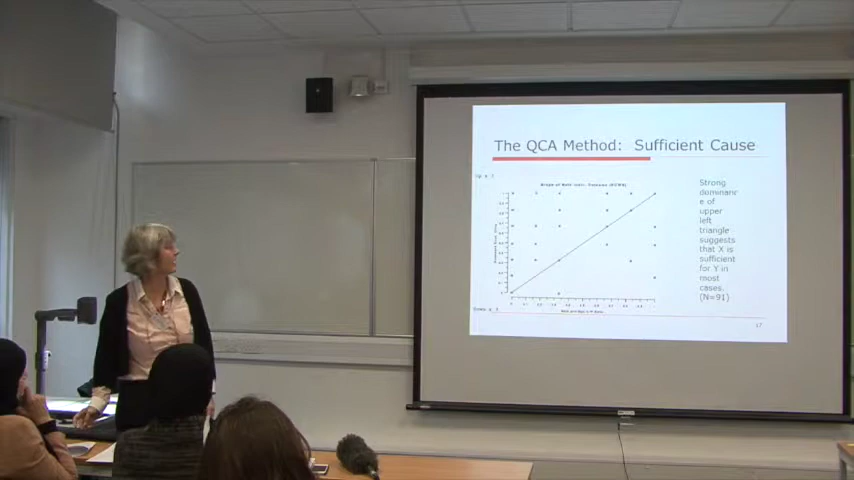 The QCA Method: Sufficient Cause
Strong
dominanc
e of
upper
left
triangle
suggests
that X is
sufficient
for Y in
most
cases.
(N=91)
17